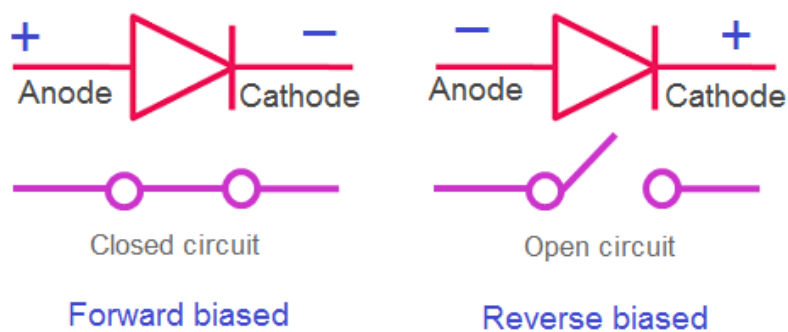 + −
Anode Cathode
Closed circuit
Forward biased
− +
Anode Cathode
Open circuit
Reverse biased